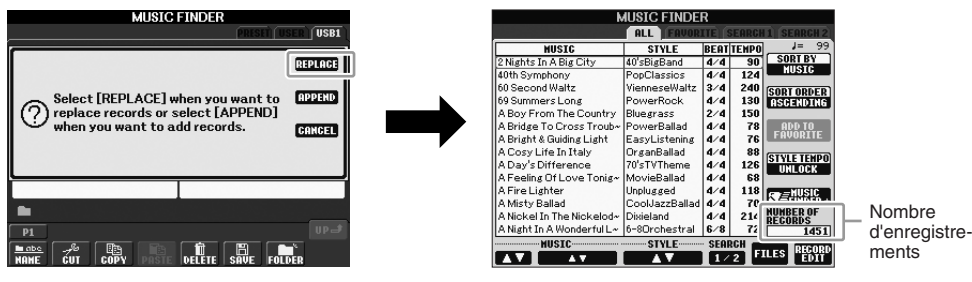 MUSIC FINDER
PRESET USER USB1
REPLACE
Select [REPLACE] when you want to
replace records or select [APPEND]
when you want to add records.
APPEND
CANCEL
P1
UP
NAME CUT COPY PASTE DELETE SAVE FOLDER
MUSIC FINDER
ALL FAVORITE SEARCH 1 SEARCH 2
MUSIC STYLE BEAT TEMPO
2 Nights In A Big City 40'sBigBand 4/4 90
40th Symphony PopClassics 4/4 124
60 Second Waltz VienneseWaltz 3/4 240
69 Summers Long PowerRock 4/4 130
A Boy From The Country Bluegrass 2/4 150
A Bridge To Cross Troub~ PowerBallad 4/4 78
A Bright & Guiding Light EasyListening 4/4 76
A Cosy Life In Italy OrganBallad 4/4 88
A Day's Difference 70'sTVTheme 4/4 126
A Feeling Of Love Tonig~ MovieBallad 4/4 68
A Fire Lighter Unplugged 4/4 118
A Misty Ballad CoolJazzBallad 4/4 70
A Nickel In The Nickelod~ Dixieland 4/4 214
A Night In A Wonderful L~ 6-8Orchestral 6/8 72
♩= 99
SORT BY
MUSIC
SORT ORDER
ASCENDING
ADD TO
FAVORITE
STYLE TEMPO
UNLOCK
MUSIC
FINDER
NUMBER OF
RECORDS
1451
MUSIC STYLE SEARCH
▲▼ ▲▼ ▲▼ 1/2 FILES RECORD
EDIT
Nombre
d'enregistre-
ments